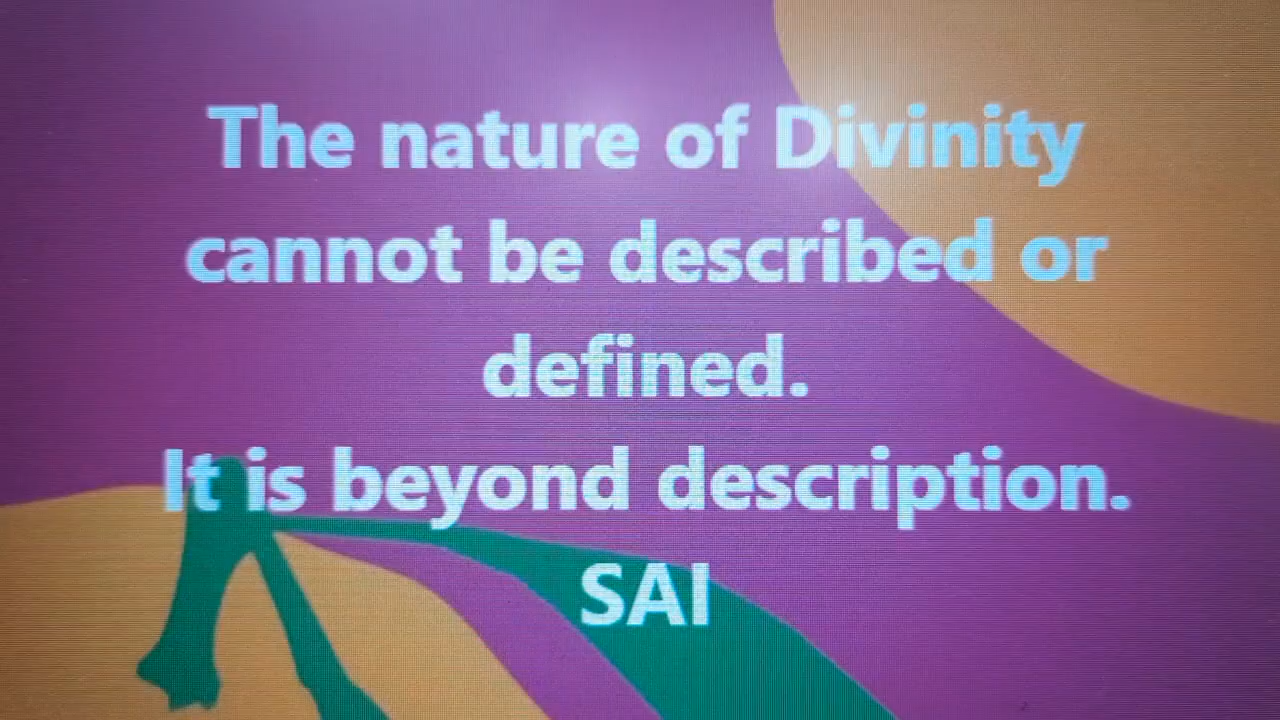 The nature of Divinity
cannot be described or
defined.
It is beyond description.
SAI